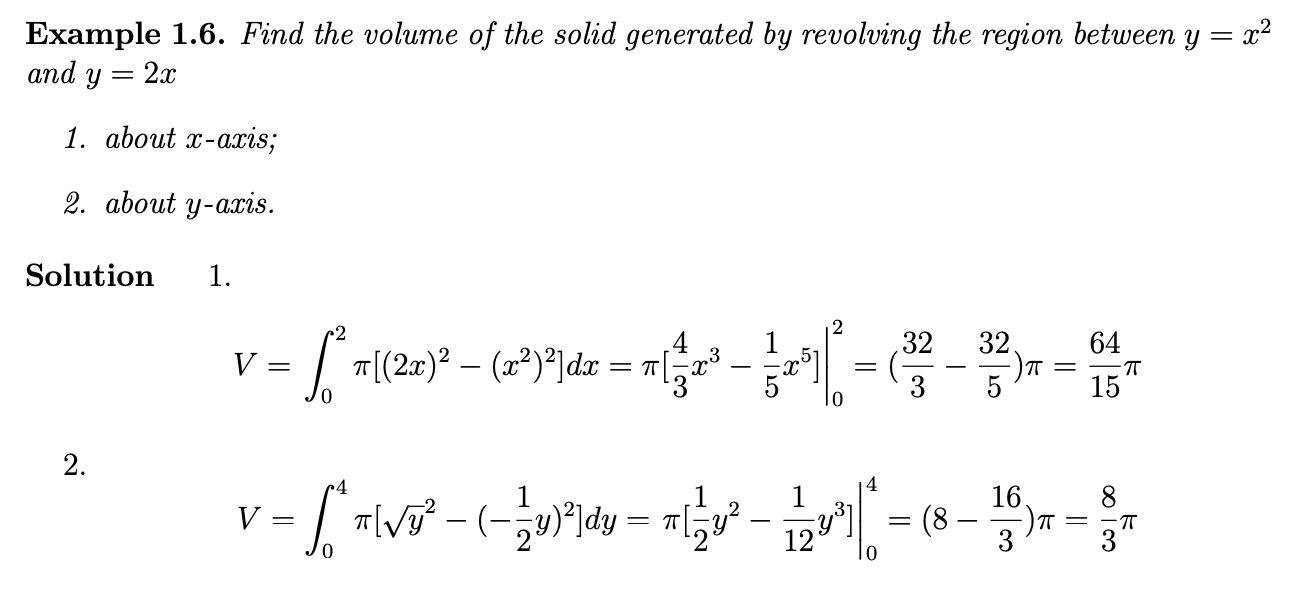 Example 1.6. Find the volume of the solid generated by revolving the region between y = x²
and y = 2x
1. about x-axis;
2. about y-axis.
Solution 1.
V = ∫₀² π[(2x)² − (x²)²]dx = π[4/3 x³ − 1/5 x⁵]|₀² = (32/3 − 32/5)π = 64/15 π
2.
V = ∫₀⁴ π[√y² − (−1/2 y)²]dy = π[1/2 y² − 1/12 y³]|₀⁴ = (8 − 16/3)π = 8/3 π